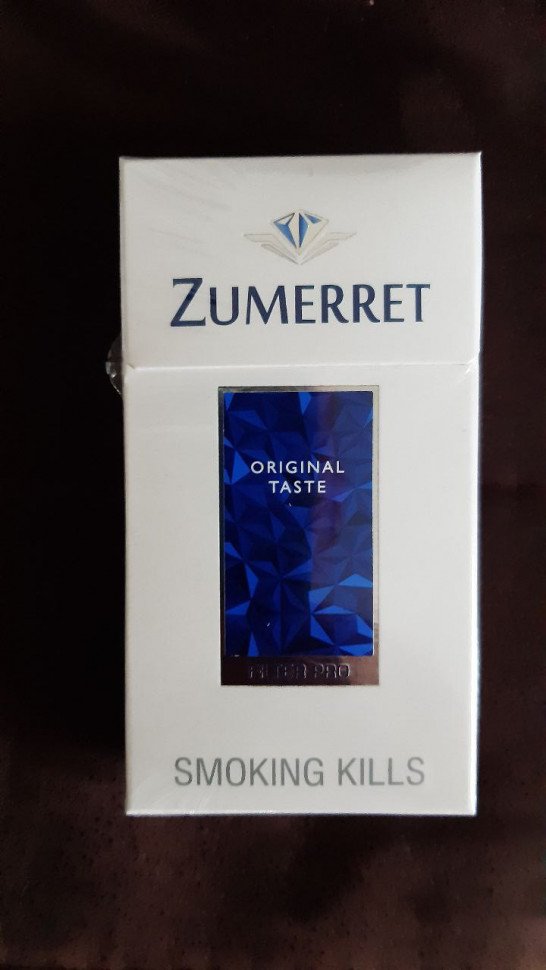 ZUMERRET
ORIGINAL
TASTE
FILTER PRO
SMOKING KILLS